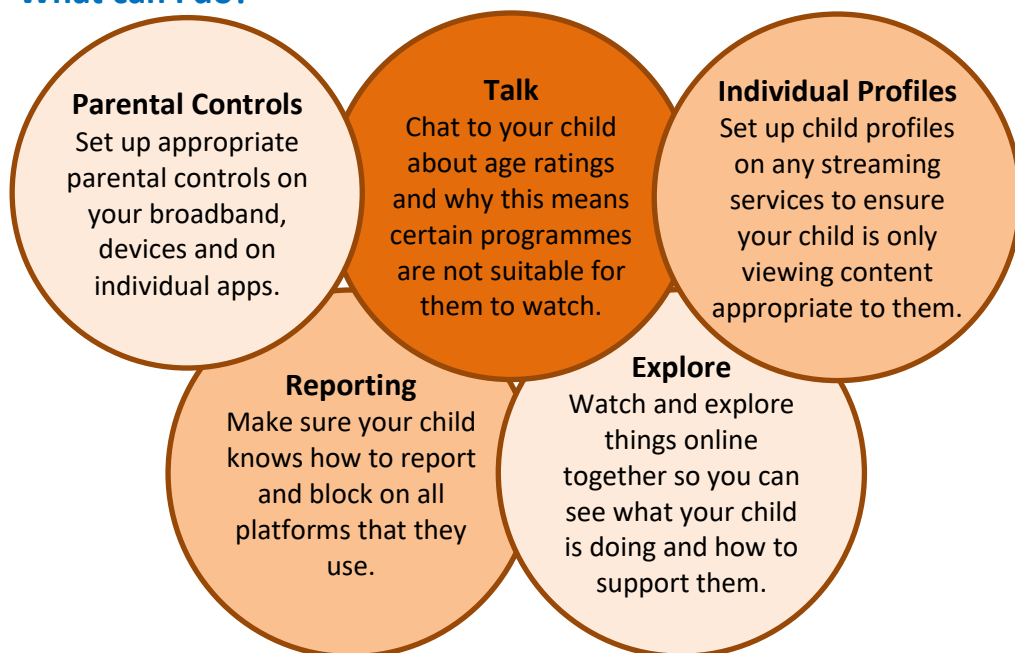 What can I do?
Parental Controls
Set up appropriate
parental controls on
your broadband,
devices and on
individual apps.
Talk
Chat to your child
about age ratings
and why this means
certain programmes
are not suitable for
them to watch.
Individual Profiles
Set up child profiles
on any streaming
services to ensure
your child is only
viewing content
appropriate to them.
Reporting
Make sure your child
knows how to report
and block on all
platforms that they
use.
Explore
Watch and explore
things online
together so you can
see what your child
is doing and how to
support them.